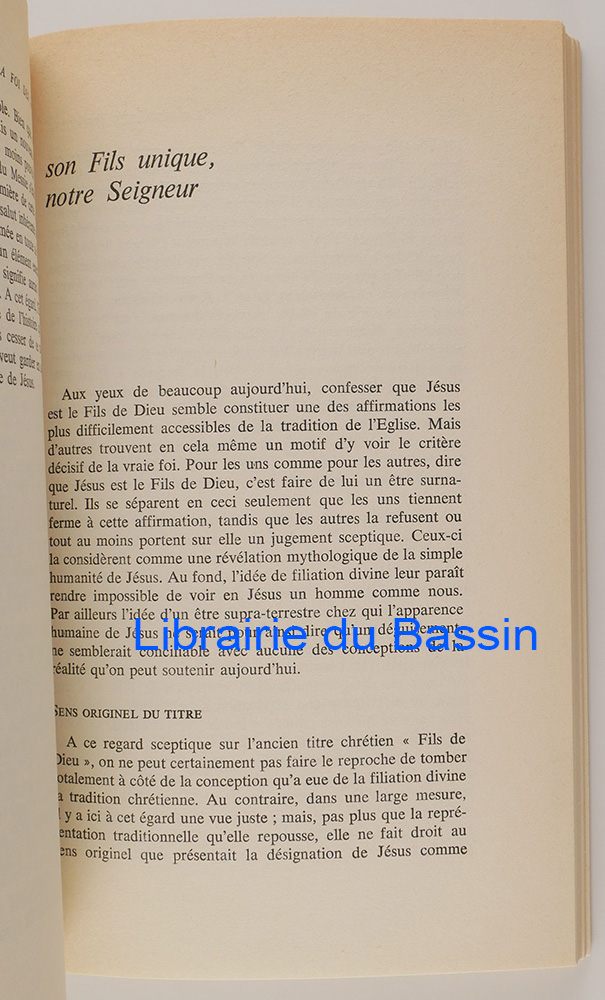 A FOI
son Fils unique,
notre Seigneur
Aux yeux de beaucoup aujourd'hui, confesser que Jésus
est le Fils de Dieu semble constituer une des affirmations les
plus difficilement accessibles de la tradition de l'Eglise. Mais
d'autres trouvent en cela même un motif d'y voir le critère
décisif de la vraie foi. Pour les uns comme pour les autres, dire
que Jésus est le Fils de Dieu, c'est faire de lui un être surna-
turel. Ils se séparent en ceci seulement que les uns tiennent
ferme à cette affirmation, tandis que les autres la refusent ou
tout au moins portent sur elle un jugement sceptique. Ceux-ci
la considèrent comme une révélation mythologique de la simple
humanité de Jésus. Au fond, l'idée de filiation divine leur paraît
rendre impossible de voir en Jésus un homme comme nous.
Par ailleurs l'idée d'un être supra-terrestre chez qui l'apparence
humaine de Jésus ne serait pour ainsi dire qu'un déguisement,
ne semblerait conciliable avec aucune des conceptions de la
réalité qu'on peut soutenir aujourd'hui.
Librairie du Bassin
SENS ORIGINEL DU TITRE
A ce regard sceptique sur l'ancien titre chrétien « Fils de
Dieu », on ne peut certainement pas faire le reproche de tomber
totalement à côté de la conception qu'a eue de la filiation divine
la tradition chrétienne. Au contraire, dans une large mesure,
il y a ici à cet égard une vue juste ; mais, pas plus que la repré-
sentation traditionnelle qu'elle repousse, elle ne fait droit au
sens originel que présentait la désignation de Jésus comme